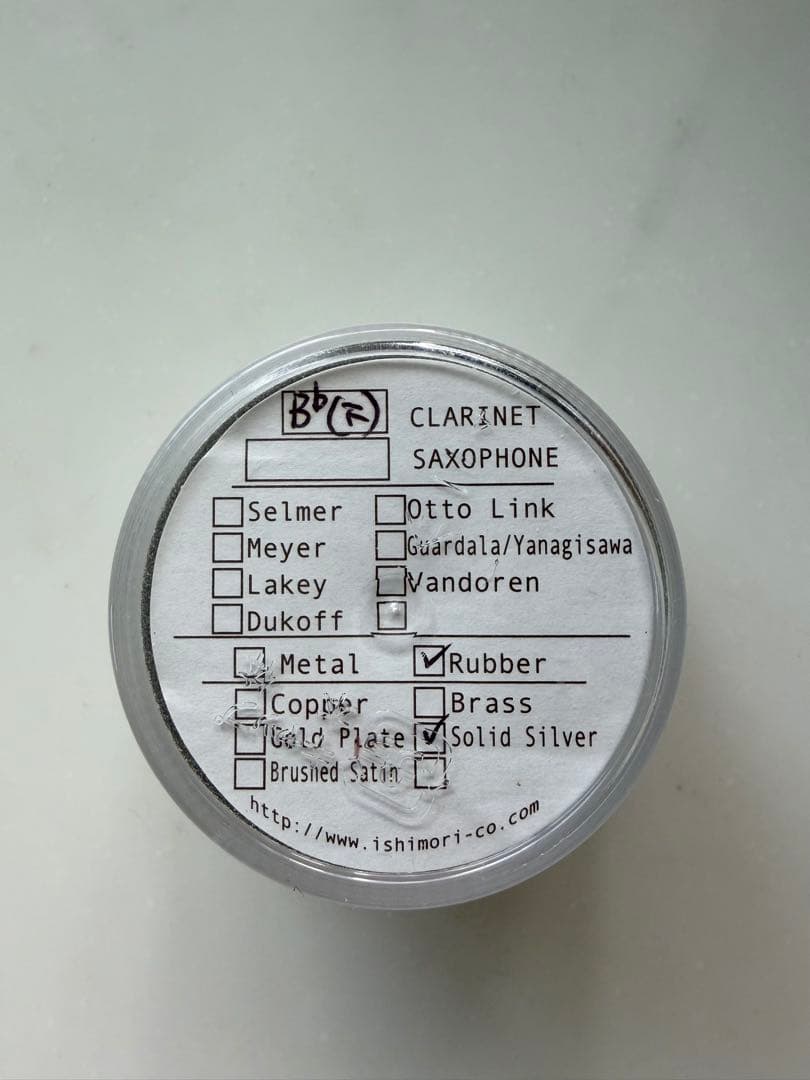 B♭ CLARINET
SAXOPHONE
Selmer Otto Link
Meyer Guardala/Yanagisawa
Lakey Vandoren
Dukoff
Metal Rubber
Copper Brass
Gold Plate Solid Silver
Brushed Satin
http://www.ishimori-co.com